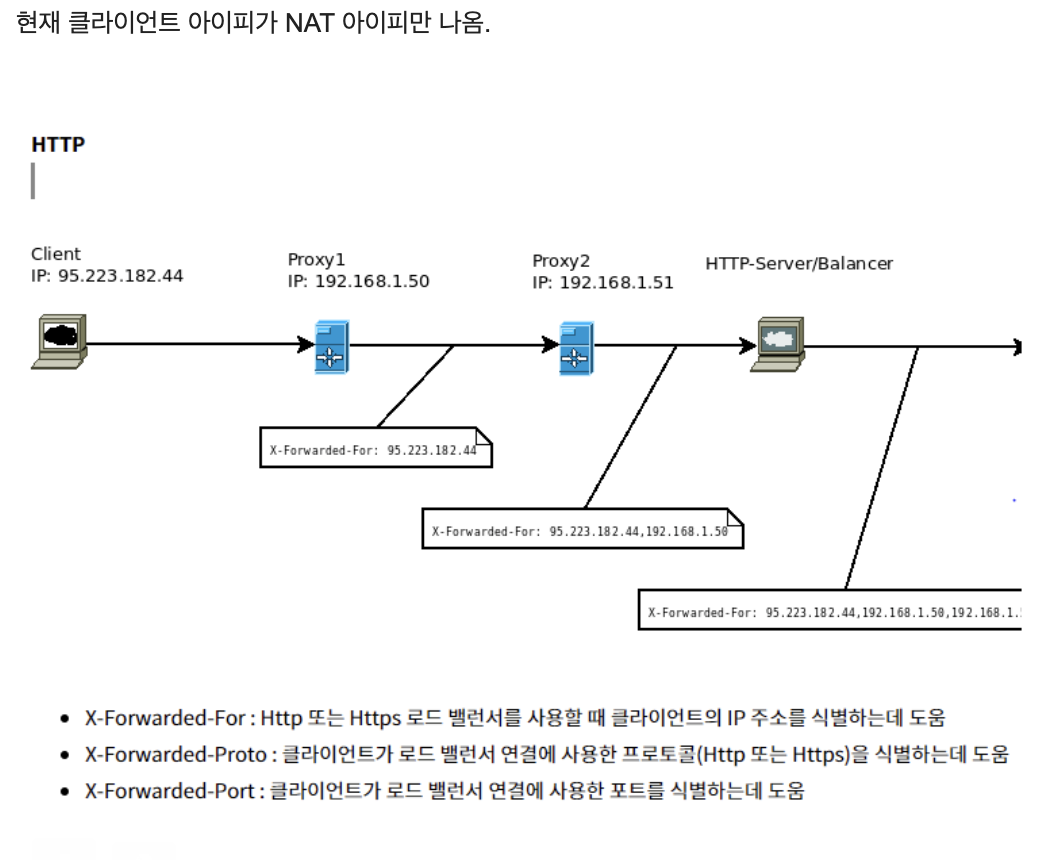 현재 클라이언트 아이피가 NAT 아이피만 나옴.
HTTP
Client
IP: 95.223.182.44
Proxy1
IP: 192.168.1.50
Proxy2
IP: 192.168.1.51
HTTP-Server/Balancer
X-Forwarded-For: 95.223.182.44
X-Forwarded-For: 95.223.182.44,192.168.1.50
X-Forwarded-For: 95.223.182.44,192.168.1.50,192.168.1.
• X-Forwarded-For : Http 또는 Https 로드 밸런서를 사용할 때 클라이언트의 IP 주소를 식별하는데 도움
• X-Forwarded-Proto : 클라이언트가 로드 밸런서 연결에 사용한 프로토콜(Http 또는 Https)을 식별하는데 도움
• X-Forwarded-Port : 클라이언트가 로드 밸런서 연결에 사용한 포트를 식별하는데 도움